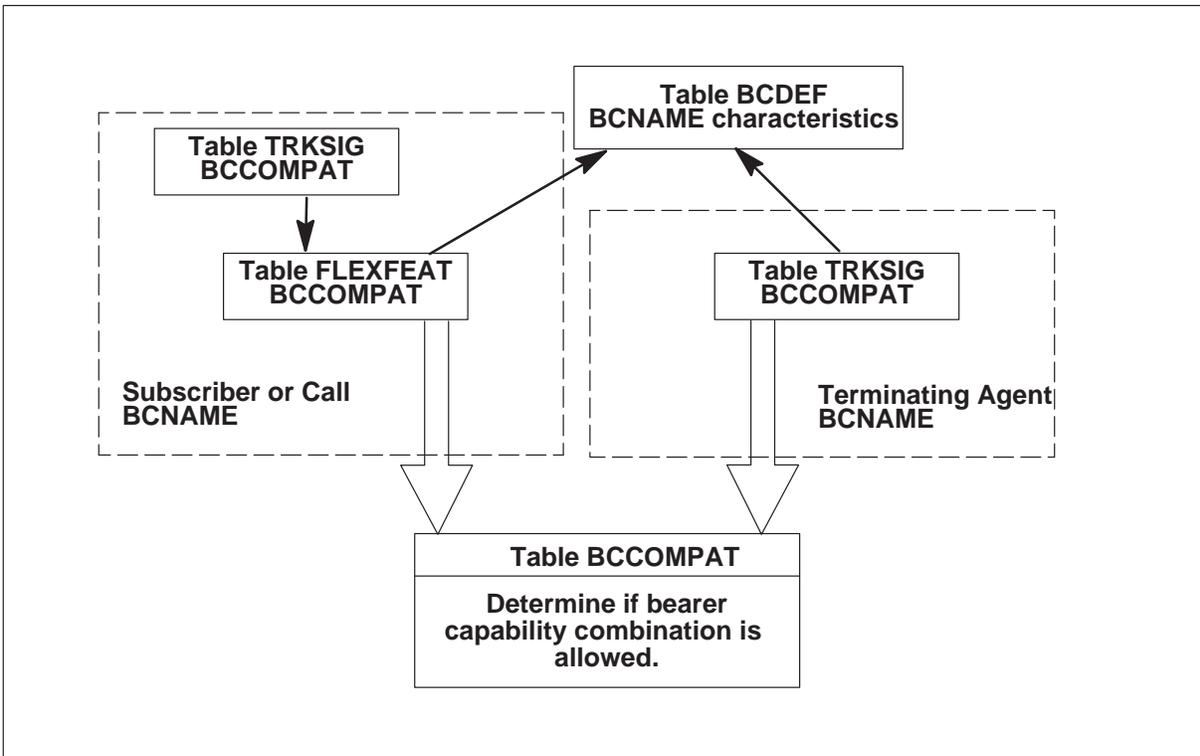 Table BCDEF
BCNAME characteristics
Table TRKSIG
BCCOMPAT
Table FLEXFEAT
BCCOMPAT
Table TRKSIG
BCCOMPAT
Subscriber or Call
BCNAME
Terminating Agent
BCNAME
Table BCCOMPAT
Determine if bearer
capability combination is
allowed.